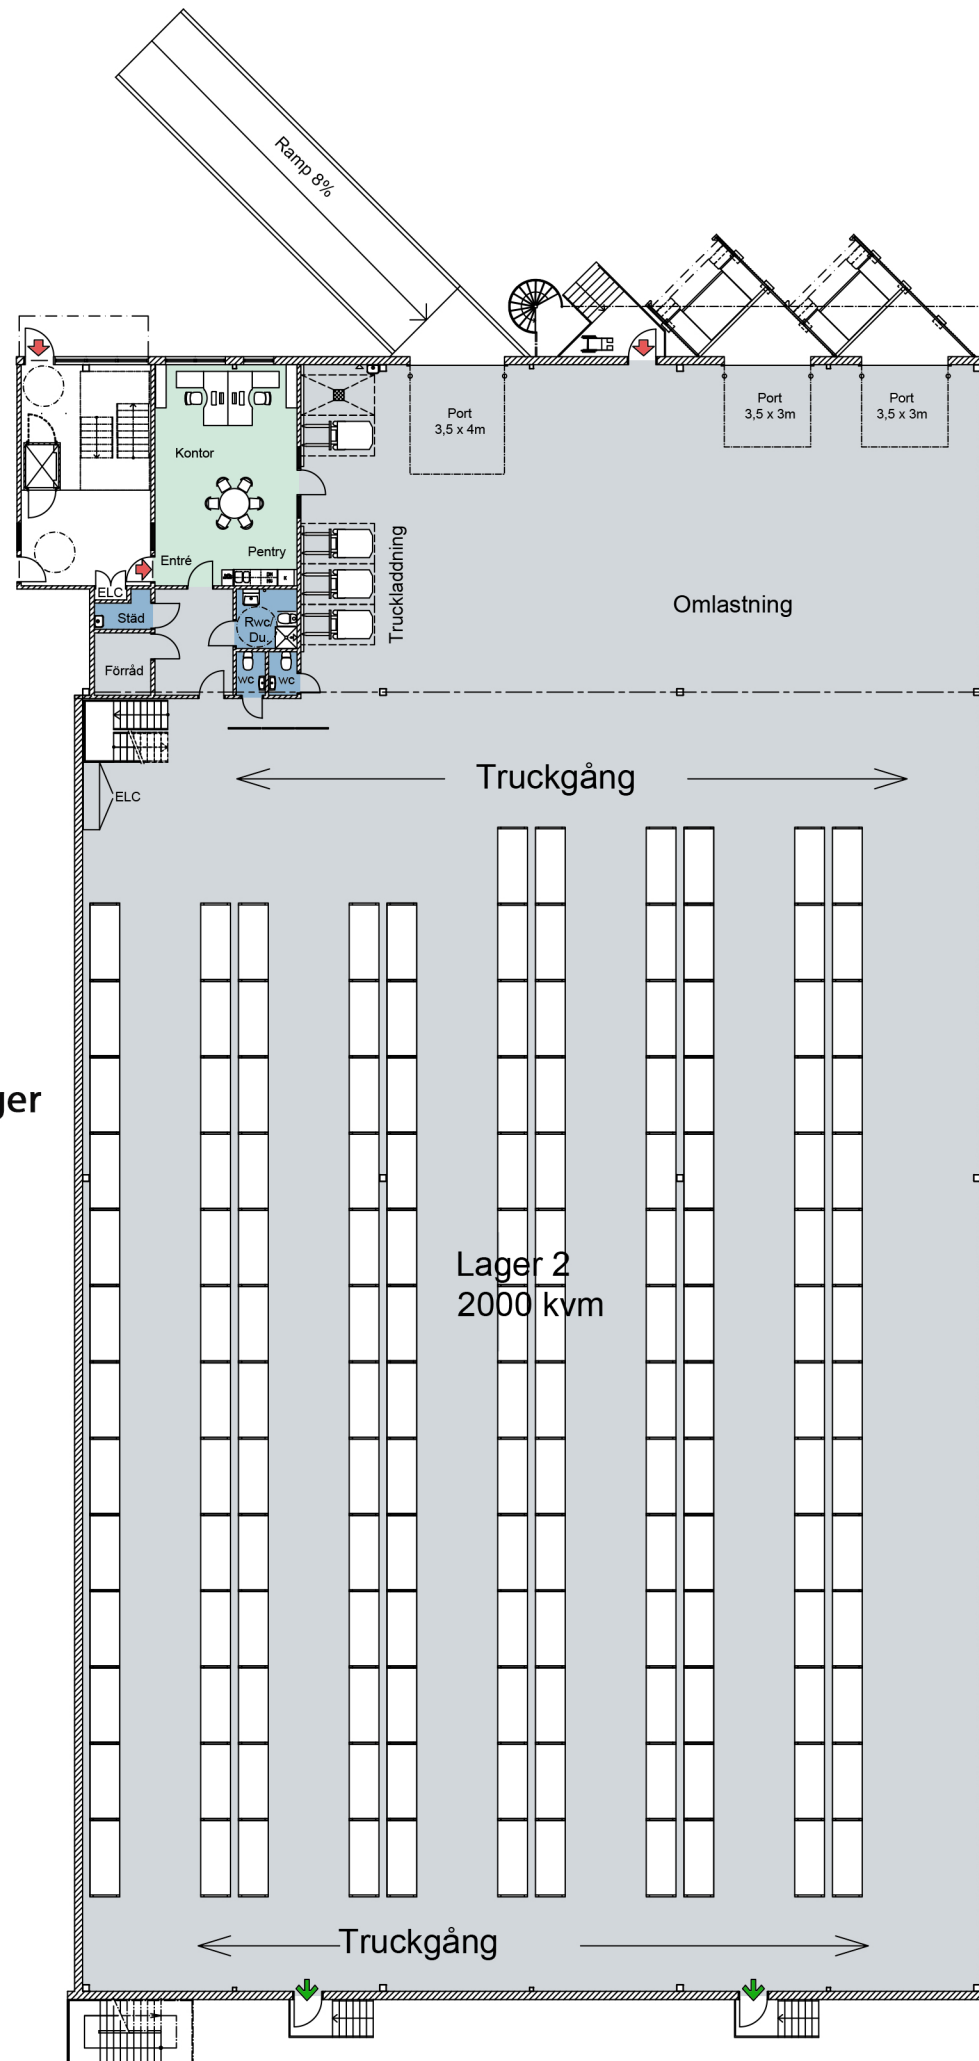 Ramp 8%
Port
3,5 x 4m
Port
3,5 x 3m
Port
3,5 x 3m
Kontor
Entré
Pentry
Truckladdning
Omlastning
ELC
Städ
Rwc/
Du.
Förråd
wc
wc
Truckgång
ELC
ger
Lager 2
2000 kvm
Truckgång